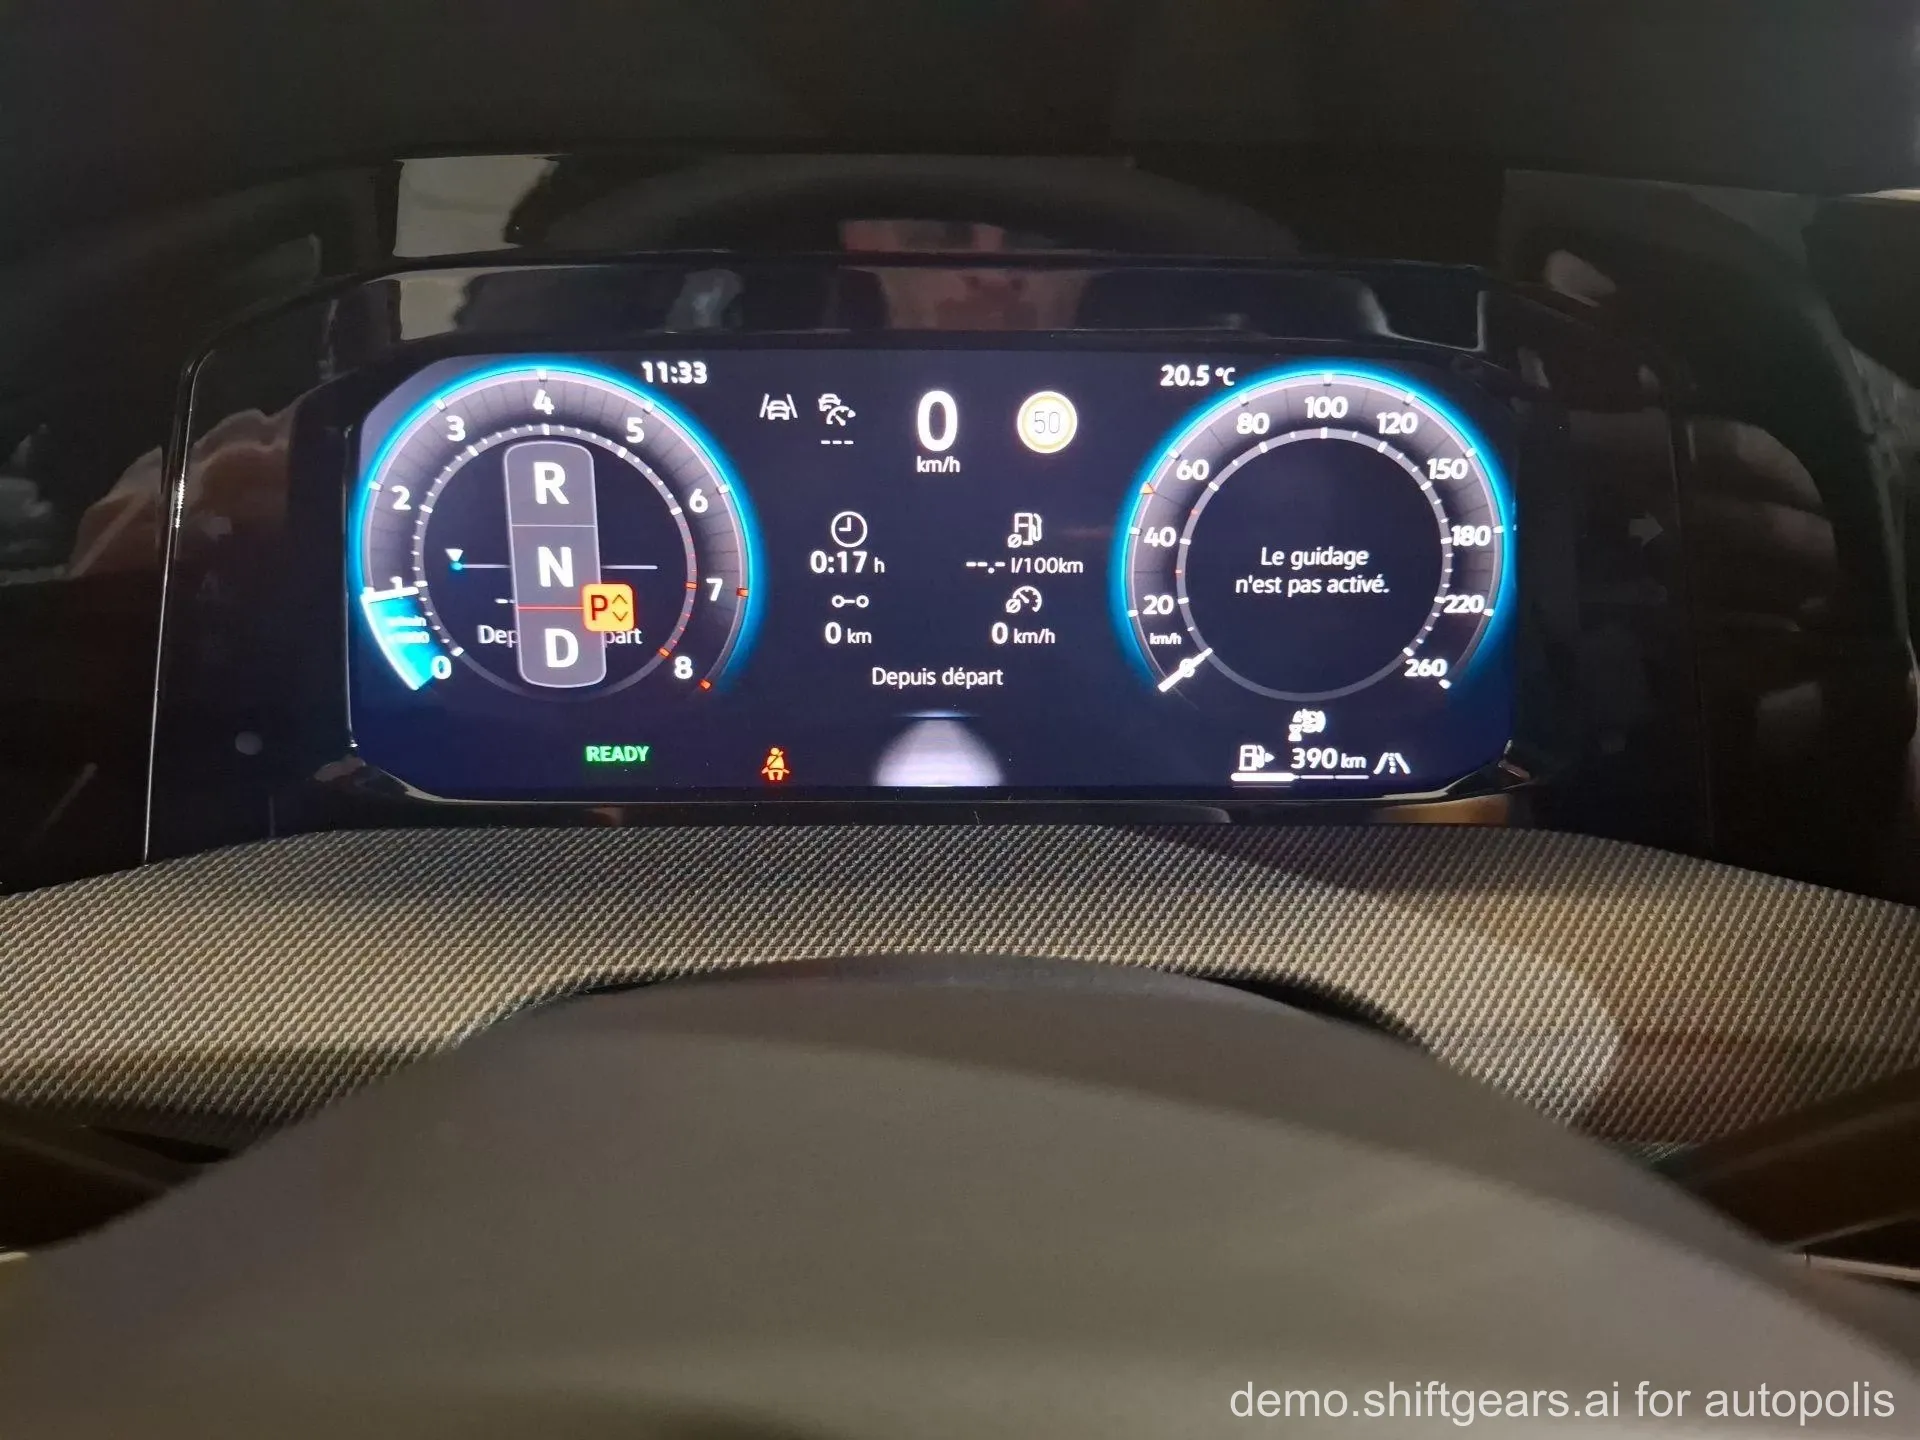 11:33
20.5 °C
0
km/h
50
---
0 1 2 3 4 5 6 7 8
R
N
P
D
0:17 h
--.- l/100km
0 km
0 km/h
Depuis départ
0 20 40 60 80 100 120 150 180 220 260
km/h
Le guidage
n'est pas activé.
READY
390 km
demo.shiftgears.ai for autopolis